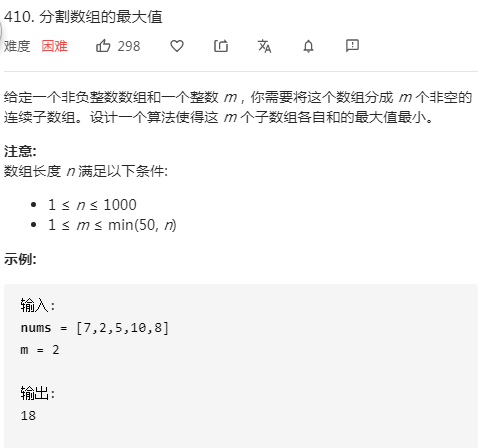 410. 分割数组的最大值
难度 困难 298
给定一个非负整数数组和一个整数 m，你需要将这个数组分成 m 个非空的
连续子数组。设计一个算法使得这 m 个子数组各自和的最大值最小。
注意:
数组长度 n 满足以下条件:
• 1 ≤ n ≤ 1000
• 1 ≤ m ≤ min(50, n)
示例:
输入:
nums = [7,2,5,10,8]
m = 2
输出:
18